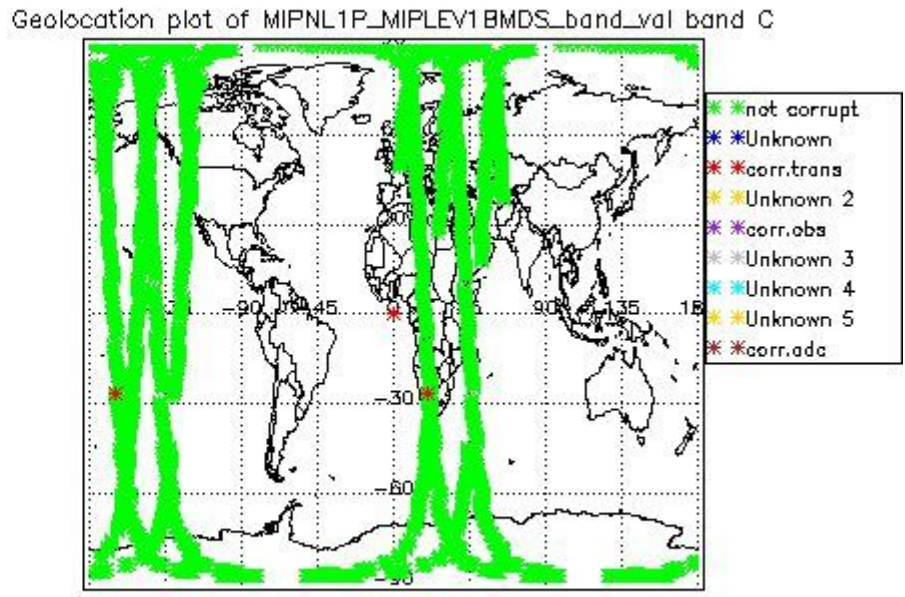 Geolocation plot of MIPNL1P_MIPLEV1BMDS_band_val band C
not corrupt
Unknown
corr.trans
Unknown 2
corr.obs
Unknown 3
Unknown 4
Unknown 5
corr.adc
-90
-45
90
135
-30
-60